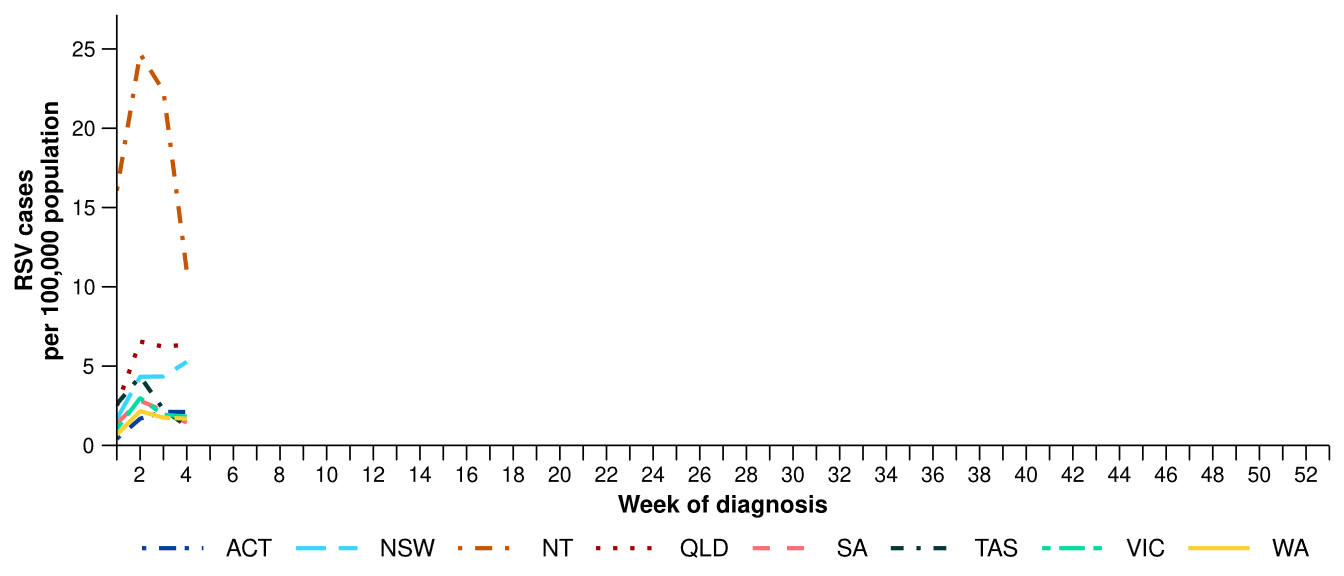 RSV cases
per 100,000 population
25
20
15
10
5
0
2 4 6 8 10 12 14 16 18 20 22 24 26 28 30 32 34 36 38 40 42 44 46 48 50 52
Week of diagnosis
ACT NSW NT QLD SA TAS VIC WA